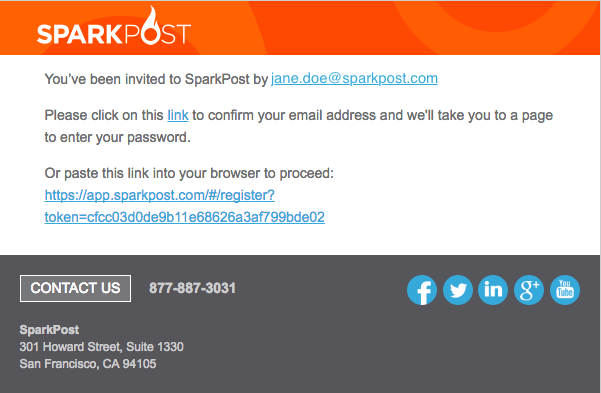 SPARKPOST
You've been invited to SparkPost by jane.doe@sparkpost.com
Please click on this link to confirm your email address and we'll take you to a page
to enter your password.
Or paste this link into your browser to proceed:
https://app.sparkpost.com/#/register?
token=cfcc03d0de9b11e68626a3af799bde02
CONTACT US 877-887-3031 f in g+ You Tube
SparkPost
301 Howard Street, Suite 1330
San Francisco, CA 94105